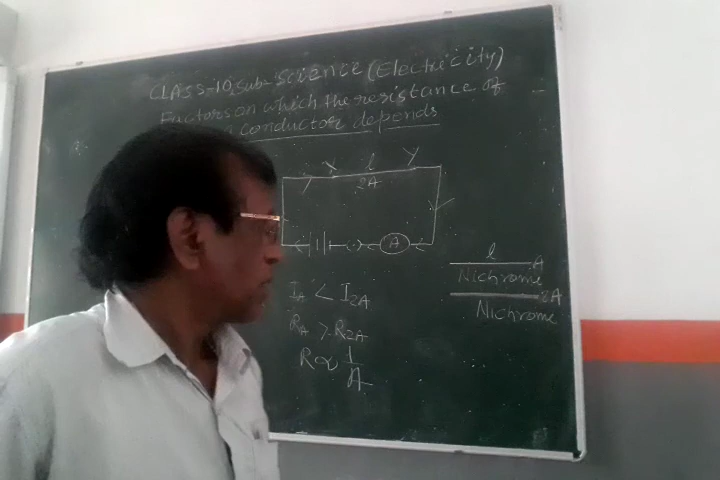 CLASS-10, Sub- Science (Electricity)
Factors on which the resistance of
conductor depends
X l Y
2A
A
l A
Nichrome
2A
Nichrome
I_A < I_2A
R_A > R_2A
R ∝ 1/A